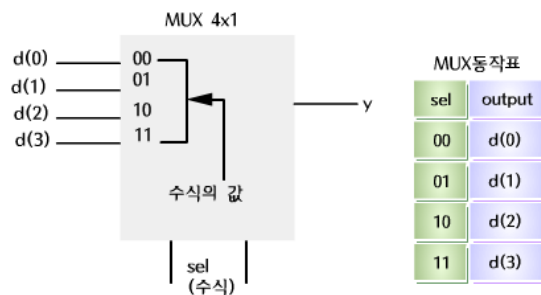 MUX 4x1
d(0) 00
d(1) 01
d(2) 10
d(3) 11
y
수식의 값
sel
(수식)
MUX동작표
sel output
00 d(0)
01 d(1)
10 d(2)
11 d(3)